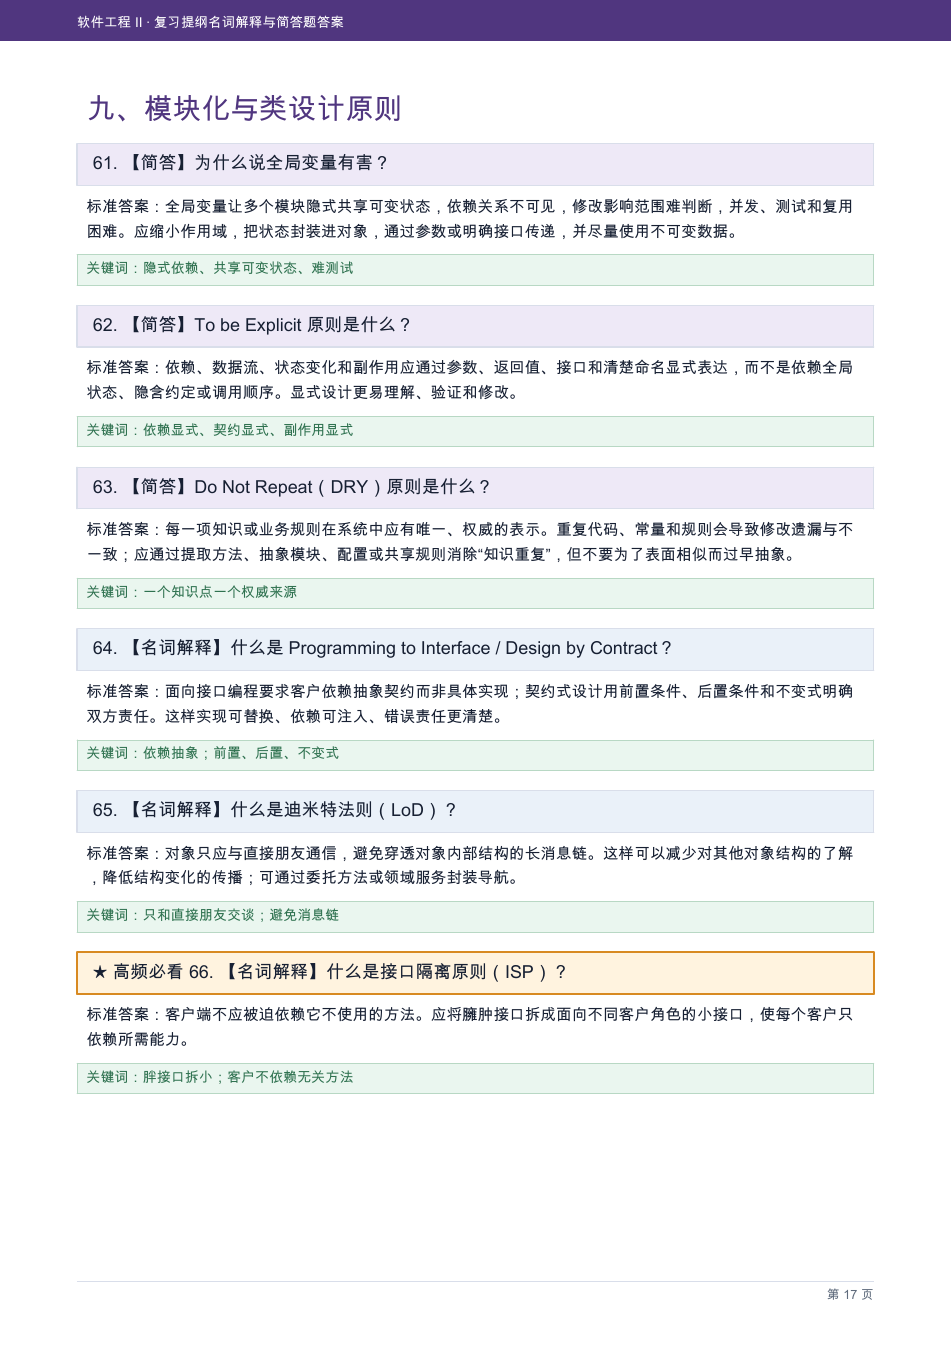 软件工程 II · 复习提纲名词解释与简答题答案
九、模块化与类设计原则
61. 【简答】为什么说全局变量有害？
标准答案：全局变量让多个模块隐式共享可变状态，依赖关系不可见，修改影响范围难判断，并发、测试和复用
困难。应缩小作用域，把状态封装进对象，通过参数或明确接口传递，并尽量使用不可变数据。
关键词：隐式依赖、共享可变状态、难测试
62. 【简答】To be Explicit 原则是什么？
标准答案：依赖、数据流、状态变化和副作用应通过参数、返回值、接口和清楚命名显式表达，而不是依赖全局
状态、隐含约定或调用顺序。显式设计更易理解、验证和修改。
关键词：依赖显式、契约显式、副作用显式
63. 【简答】Do Not Repeat（DRY）原则是什么？
标准答案：每一项知识或业务规则在系统中应有唯一、权威的表示。重复代码、常量和规则会导致修改遗漏与不
一致；应通过提取方法、抽象模块、配置或共享规则消除“知识重复”，但不要为了表面相似而过早抽象。
关键词：一个知识点一个权威来源
64. 【名词解释】什么是 Programming to Interface / Design by Contract？
标准答案：面向接口编程要求客户依赖抽象契约而非具体实现；契约式设计用前置条件、后置条件和不变式明确
双方责任。这样实现可替换、依赖可注入、错误责任更清楚。
关键词：依赖抽象；前置、后置、不变式
65. 【名词解释】什么是迪米特法则（LoD）？
标准答案：对象只应与直接朋友通信，避免穿透对象内部结构的长消息链。这样可以减少对其他对象结构的了解
，降低结构变化的传播；可通过委托方法或领域服务封装导航。
关键词：只和直接朋友交谈；避免消息链
★ 高频必看 66. 【名词解释】什么是接口隔离原则（ISP）？
标准答案：客户端不应被迫依赖它不使用的方法。应将臃肿接口拆成面向不同客户角色的小接口，使每个客户只
依赖所需能力。
关键词：胖接口拆小；客户不依赖无关方法
第 17 页